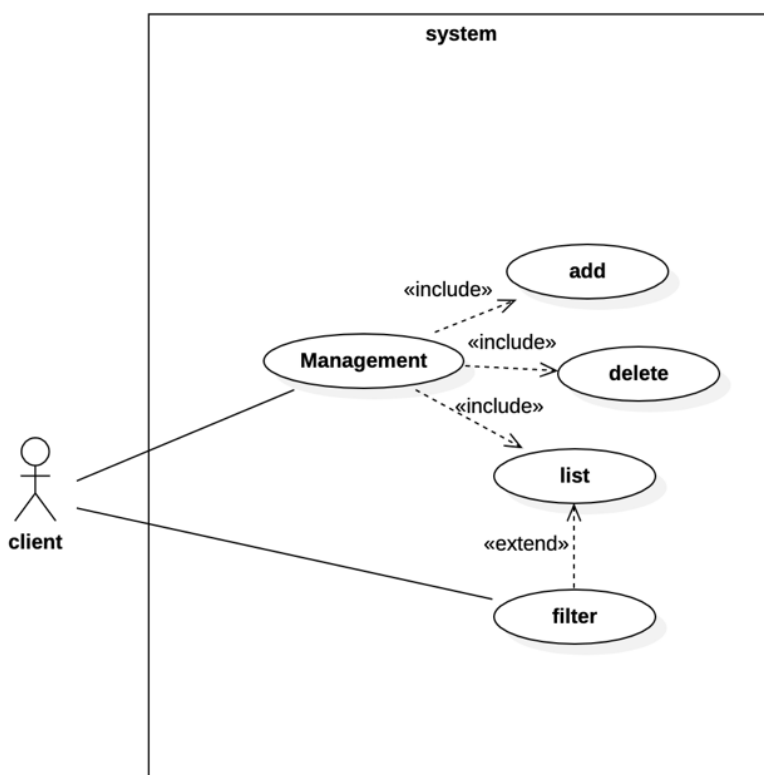 system
add
«include»
Management
«include»
delete
«include»
list
client
«extend»
filter